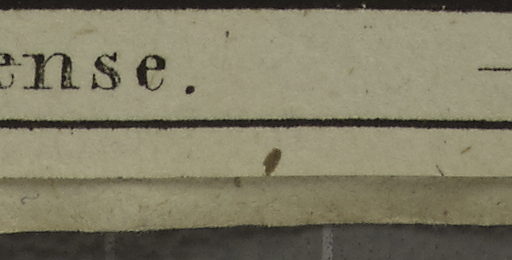 ense. —